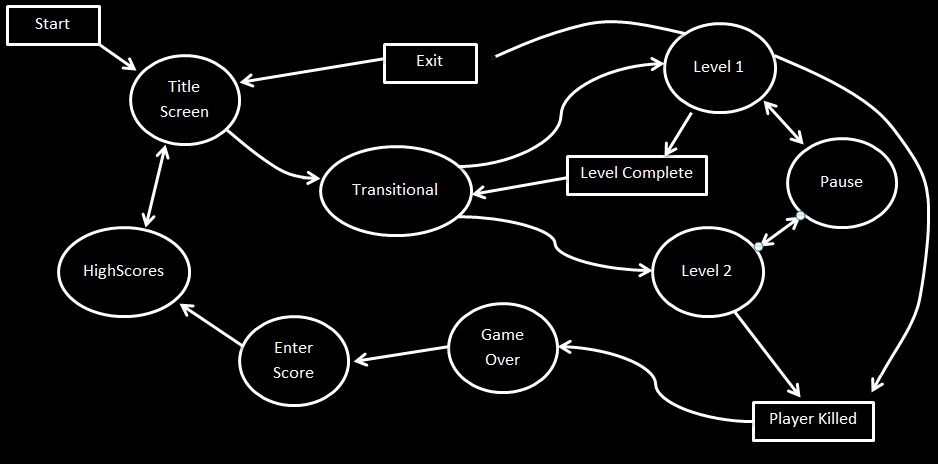 Start
Exit
Level 1
Title
Screen
Level Complete
Pause
Transitional
HighScores
Level 2
Game
Over
Enter
Score
Player Killed